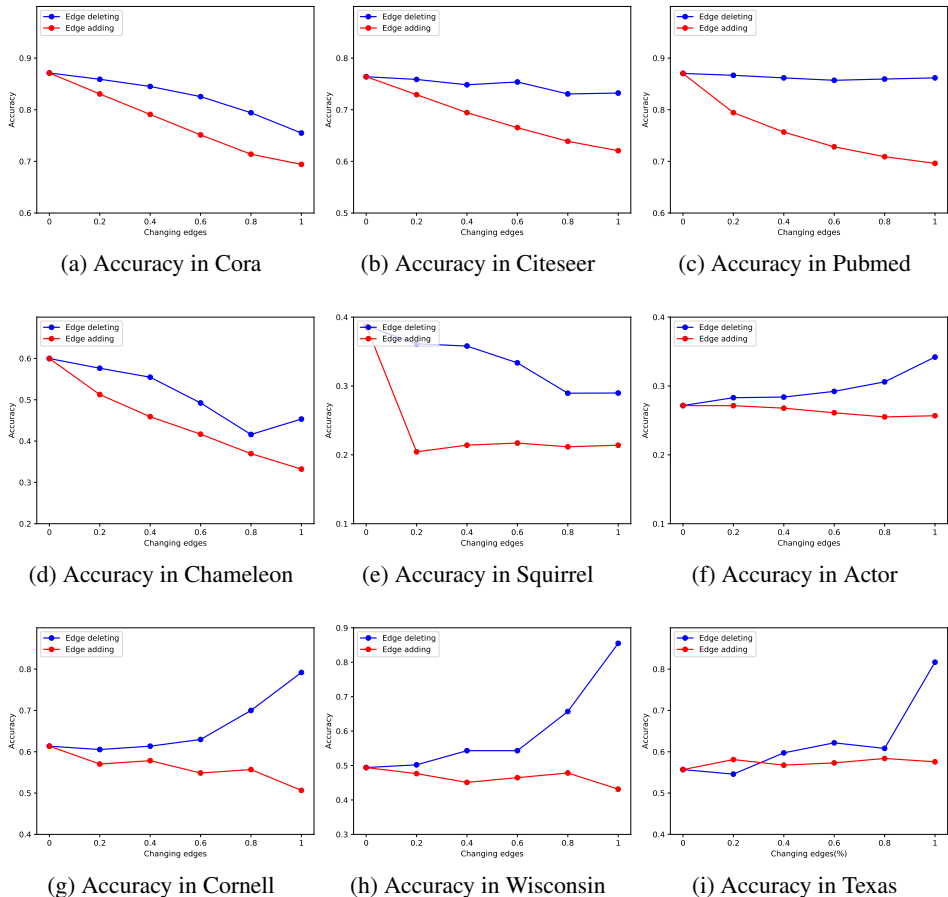 Edge deleting
Edge adding
0.9
0.8
0.7
0.6
Accuracy
0 0.2 0.4 0.6 0.8 1
Changing edges
(a) Accuracy in Cora
Edge deleting
Edge adding
0.9
0.8
0.7
0.6
0.5
Accuracy
0 0.2 0.4 0.6 0.8 1
Changing edges
(b) Accuracy in Citeseer
Edge deleting
Edge adding
0.9
0.8
0.7
0.6
Accuracy
0 0.2 0.4 0.6 0.8 1
Changing edges
(c) Accuracy in Pubmed
Edge deleting
Edge adding
0.6
0.5
0.4
0.3
0.2
Accuracy
0 0.2 0.4 0.6 0.8 1
Changing edges
(d) Accuracy in Chameleon
Edge deleting
Edge adding
0.4
0.3
0.2
0.1
Accuracy
0 0.2 0.4 0.6 0.8 1
Changing edges
(e) Accuracy in Squirrel
Edge deleting
Edge adding
0.4
0.3
0.2
0.1
Accuracy
0 0.2 0.4 0.6 0.8 1
Changing edges
(f) Accuracy in Actor
Edge deleting
Edge adding
0.8
0.7
0.6
0.5
0.4
Accuracy
0 0.2 0.4 0.6 0.8 1
Changing edges
(g) Accuracy in Cornell
Edge deleting
Edge adding
0.9
0.8
0.7
0.6
0.5
0.4
0.3
Accuracy
0 0.2 0.4 0.6 0.8 1
Changing edges
(h) Accuracy in Wisconsin
Edge deleting
Edge adding
0.8
0.7
0.6
0.5
0.4
Accuracy
0 0.2 0.4 0.6 0.8 1
Changing edges(%)
(i) Accuracy in Texas